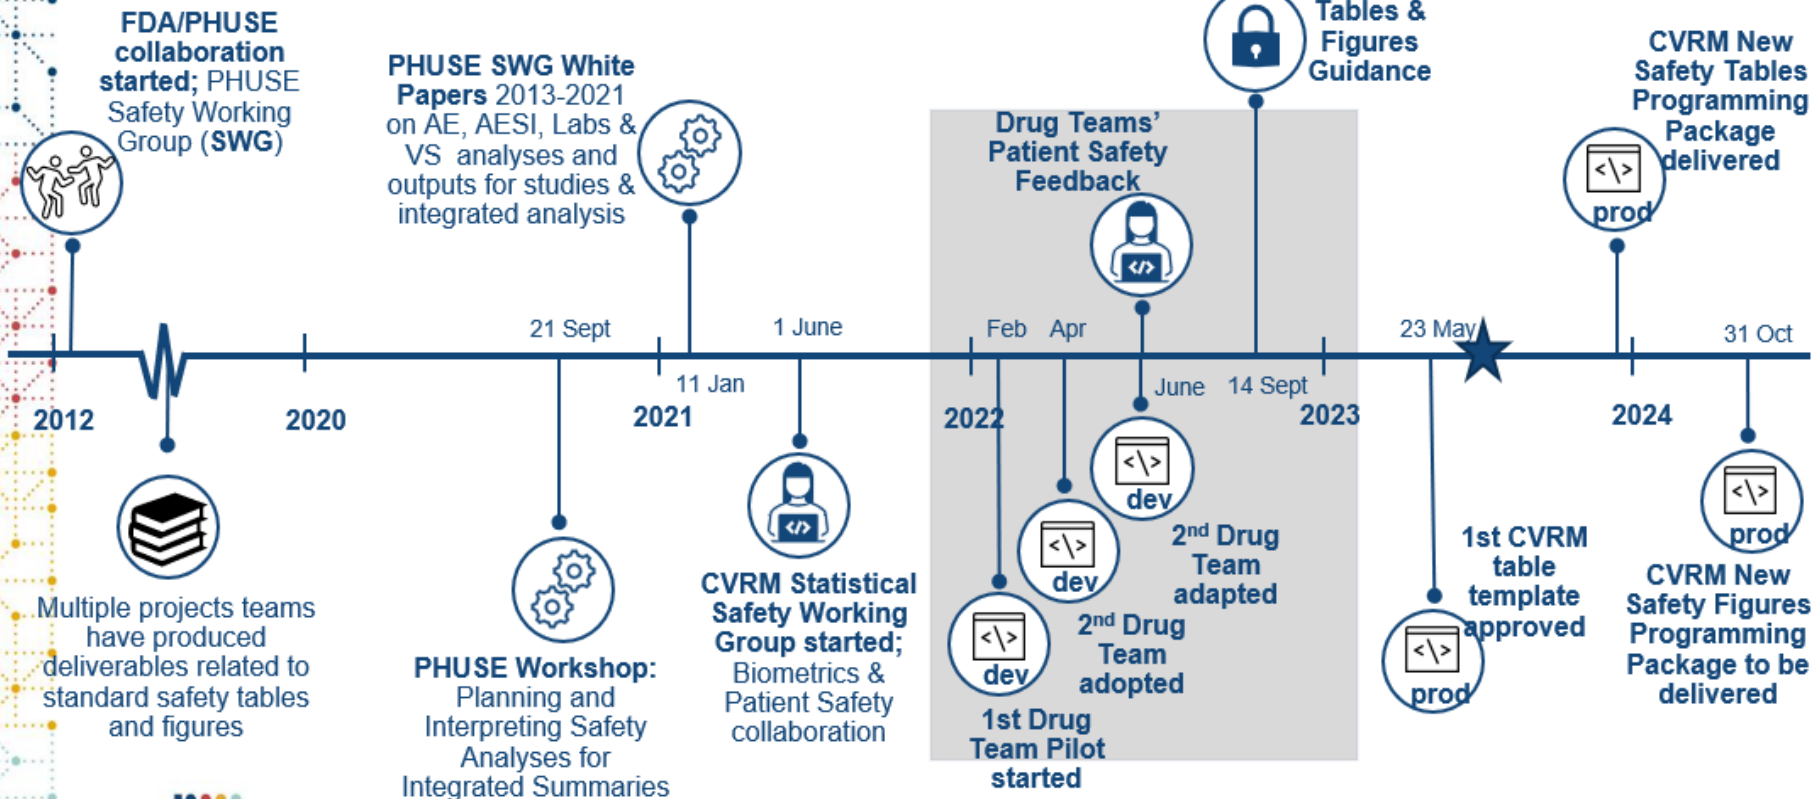 FDA/PHUSE
collaboration
started; PHUSE
Safety Working
Group (SWG)
PHUSE SWG White
Papers 2013-2021
on AE, AESI, Labs &
VS analyses and
outputs for studies &
integrated analysis
Drug Teams’
Patient Safety
Feedback
Tables &
Figures
Guidance
CVRM New
Safety Tables
Programming
Package
delivered
prod
21 Sept
1 June
Feb
Apr
23 May
31 Oct
11 Jan
June
14 Sept
2012
2020
2021
2022
2023
2024
Multiple projects teams
have produced
deliverables related to
standard safety tables
and figures
PHUSE Workshop:
Planning and
Interpreting Safety
Analyses for
Integrated Summaries
CVRM Statistical
Safety Working
Group started;
Biometrics &
Patient Safety
collaboration
dev
1st Drug
Team Pilot
started
dev
2nd Drug
Team
adopted
dev
2nd Drug
Team
adapted
prod
1st CVRM
table
template
approved
prod
CVRM New
Safety Figures
Programming
Package to be
delivered